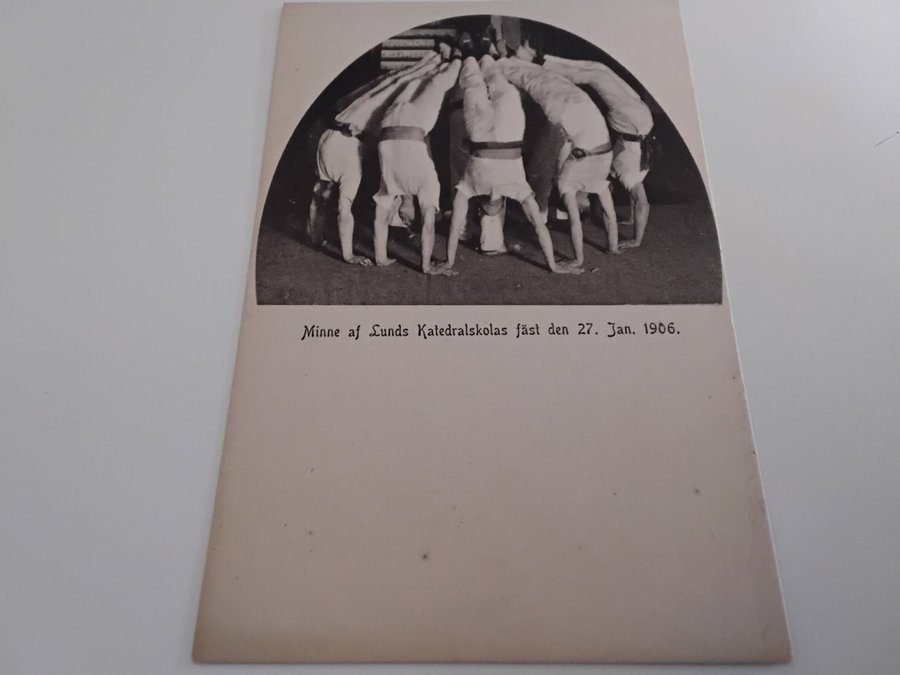 Minne af Lunds Katedralskolas fäst den 27. Jan. 1906.